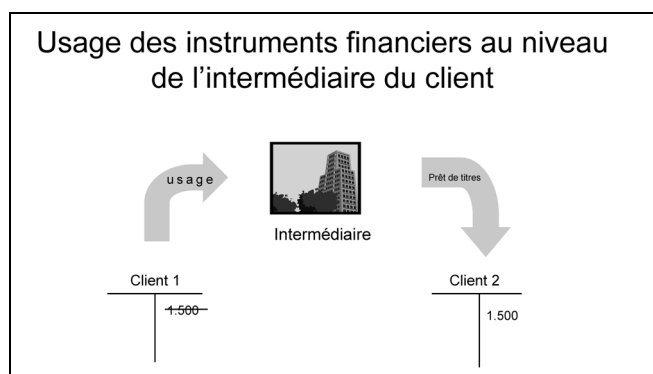 Usage des instruments financiers au niveau
de l'intermédiaire du client
usage
Prêt de titres
Intermédiaire
Client 1
Client 2
1.500
1.500